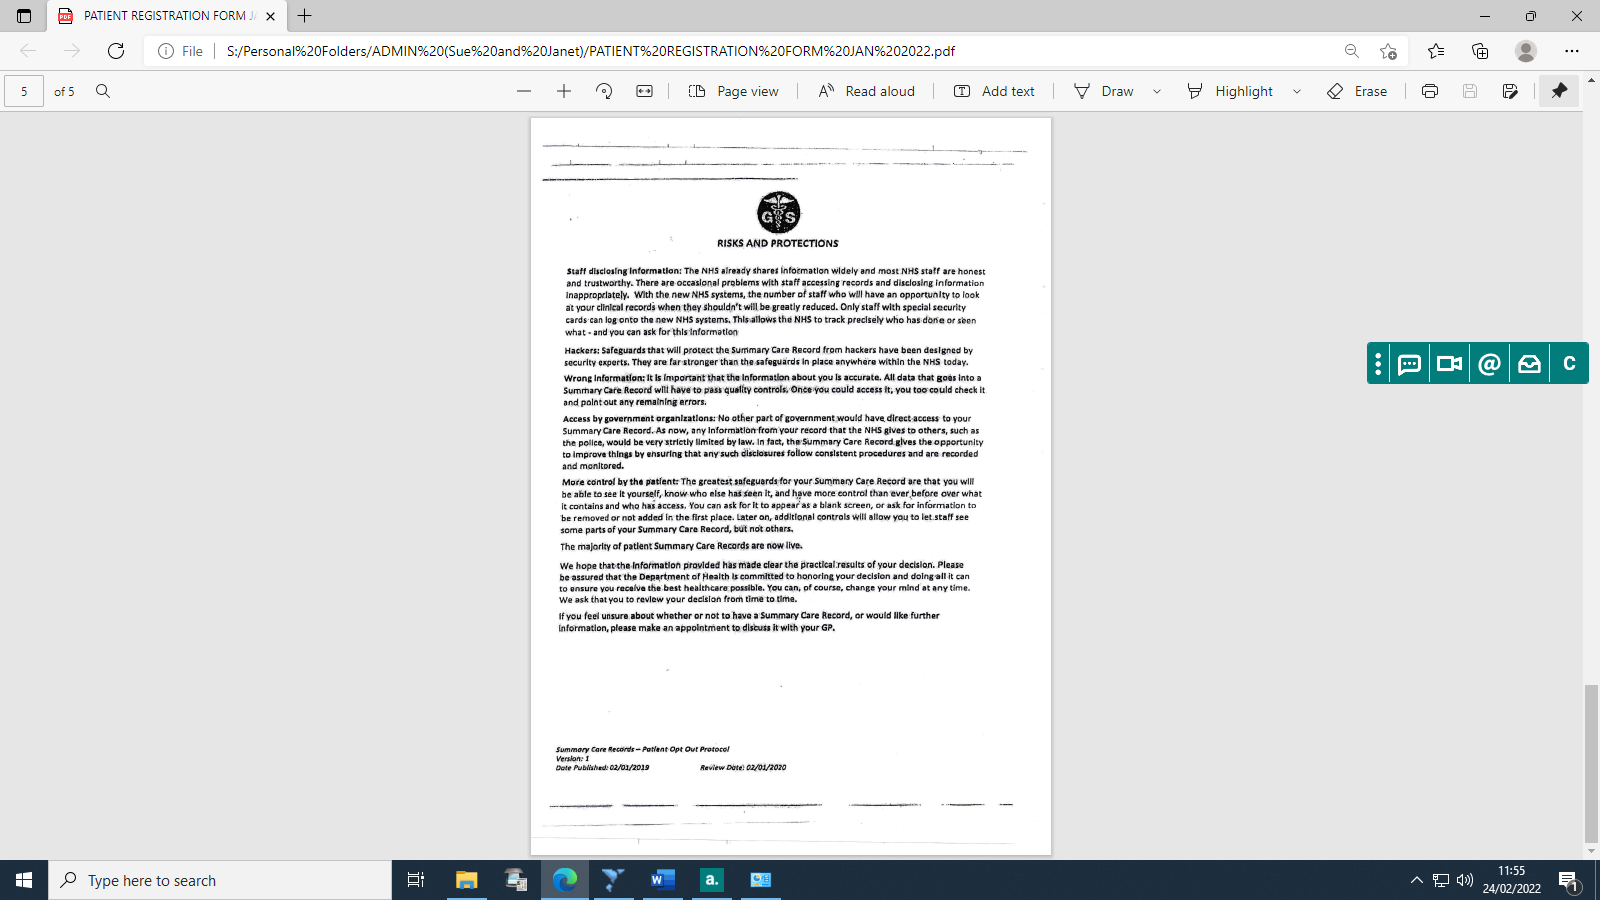 PATIENT REGISTRATION FORM JA
File
S:/Personal%20Folders/ADMIN%20(Sue%20and%20Janet)/PATIENT%20REGISTRATION%20FORM%20JAN%202022.pdf
5 of 5
Page view
Read aloud
Add text
Draw
Highlight
Erase
G S
RISKS AND PROTECTIONS
Staff disclosing information: The NHS already shares information widely and most NHS staff are honest
and trustworthy. There are occasional problems with staff accessing records and disclosing information
inappropriately. With the new NHS systems, the number of staff who will have an opportunity to look
at your clinical records when they shouldn't will be greatly reduced. Only staff with special security
cards can log onto the new NHS systems. This allows the NHS to track precisely who has done or seen
what - and you can ask for this information
Hackers: Safeguards that will protect the Summary Care Record from hackers have been designed by
security experts. They are far stronger than the safeguards in place anywhere within the NHS today.
Wrong information: It is important that the information about you is accurate. All data that goes into a
Summary Care Record will have to pass quality controls. Once you could access it, you too could check it
and point out any remaining errors.
Access by government organizations: No other part of government would have direct access to your
Summary Care Record. As now, any information from your record that the NHS gives to others, such as
the police, would be very strictly limited by law. In fact, the Summary Care Record gives the opportunity
to improve things by ensuring that any such disclosures follow consistent procedures and are recorded
and monitored.
More control by the patient: The greatest safeguards for your Summary Care Record are that you will
be able to see it yourself, know who else has seen it, and have more control than ever before over what
it contains and who has access. You can ask for it to appear as a blank screen, or ask for information to
be removed or not added in the first place. Later on, additional controls will allow you to let staff see
some parts of your Summary Care Record, but not others.
The majority of patient Summary Care Records are now live.
We hope that the information provided has made clear the practical results of your decision. Please
be assured that the Department of Health is committed to honoring your decision and doing all it can
to ensure you receive the best healthcare possible. You can, of course, change your mind at any time.
We ask that you to review your decision from time to time.
If you feel unsure about whether or not to have a Summary Care Record, or would like further
information, please make an appointment to discuss it with your GP.
Summary Care Records – Patient Opt Out Protocol
Version: 1
Date Published: 02/01/2019 Review Date: 02/01/2020
@ C
Type here to search
a.
11:55
24/02/2022
1